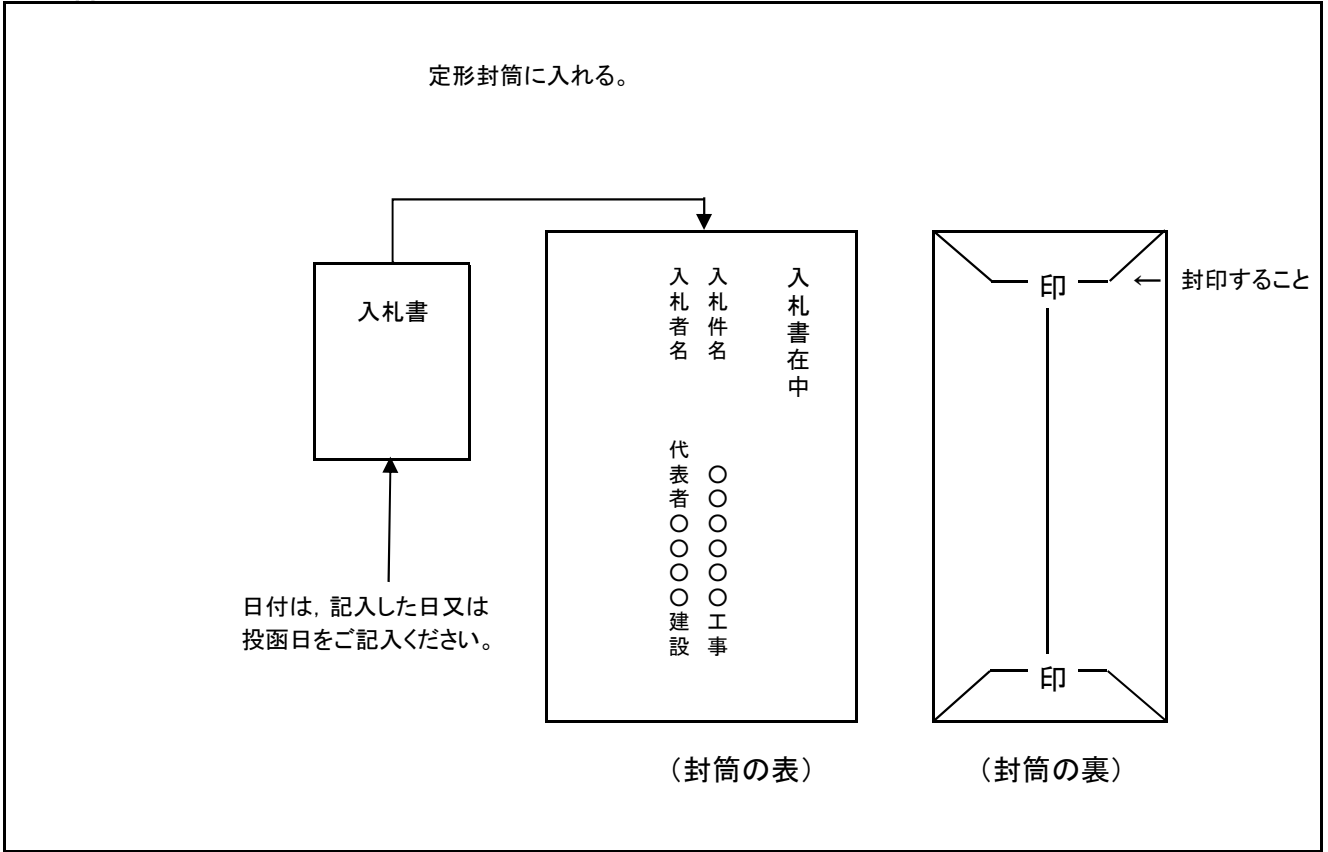 定形封筒に入れる。
入札書
日付は，記入した日又は
投函日をご記入ください。
入札書在中
入札件名　〇〇〇〇〇〇工事
入札者名　代表者〇〇〇〇建設
（封筒の表）
印
← 封印すること
印
（封筒の裏）